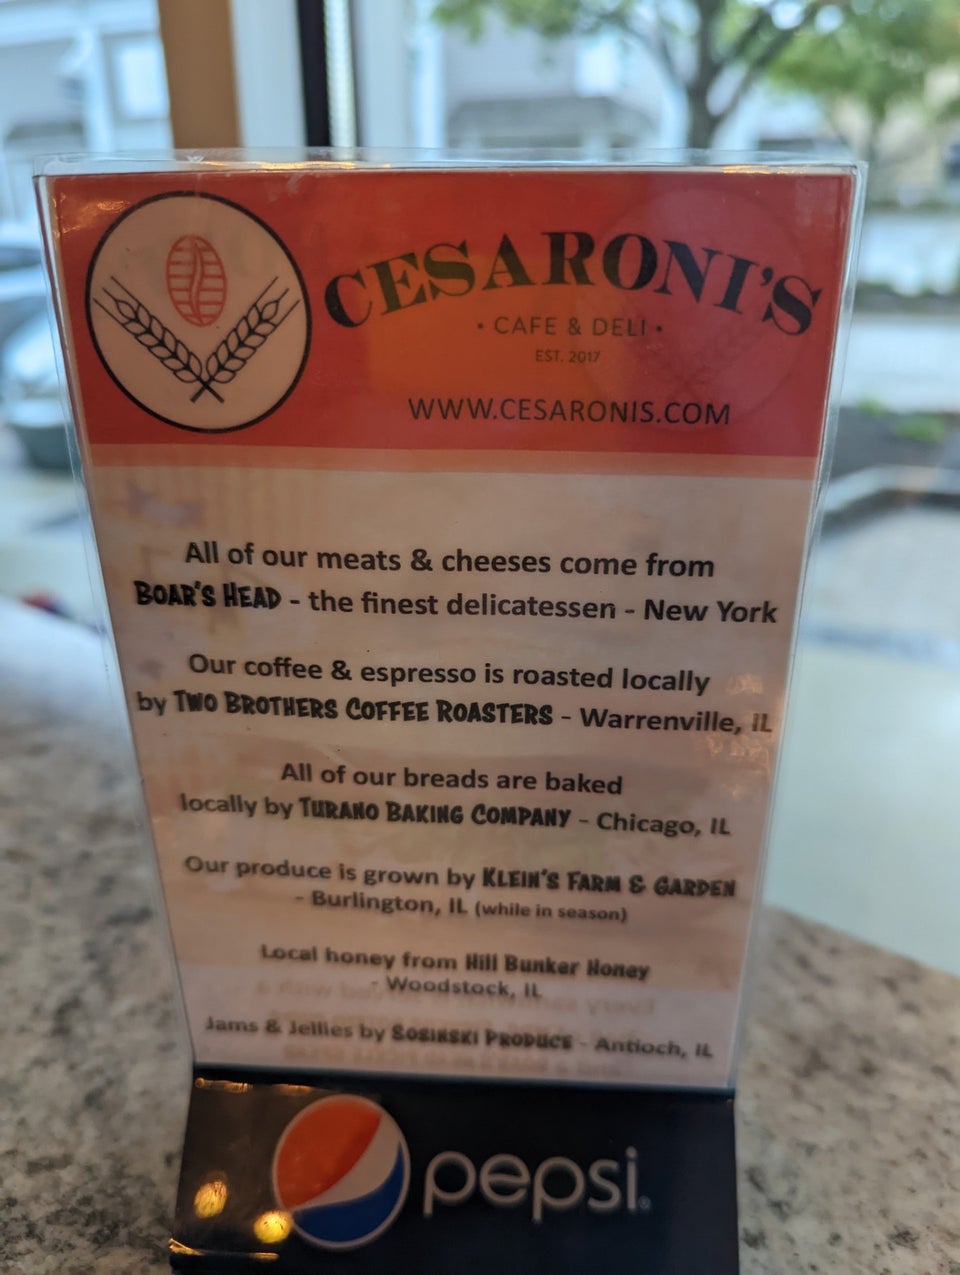 CESARONI'S
• CAFE & DELI •
EST. 2017
WWW.CESARONIS.COM
All of our meats & cheeses come from
BOAR'S HEAD - the finest delicatessen - New York
Our coffee & espresso is roasted locally
by TWO BROTHERS COFFEE ROASTERS - Warrenville, IL
All of our breads are baked
locally by TURANO BAKING COMPANY - Chicago, IL
Our produce is grown by KLEIN'S FARM & GARDEN
- Burlington, IL (while in season)
Local honey from Hill Bunker Honey
- Woodstock, IL
Jams & Jellies by SOSINSKI PRODUCE - Antioch, IL
pepsi®